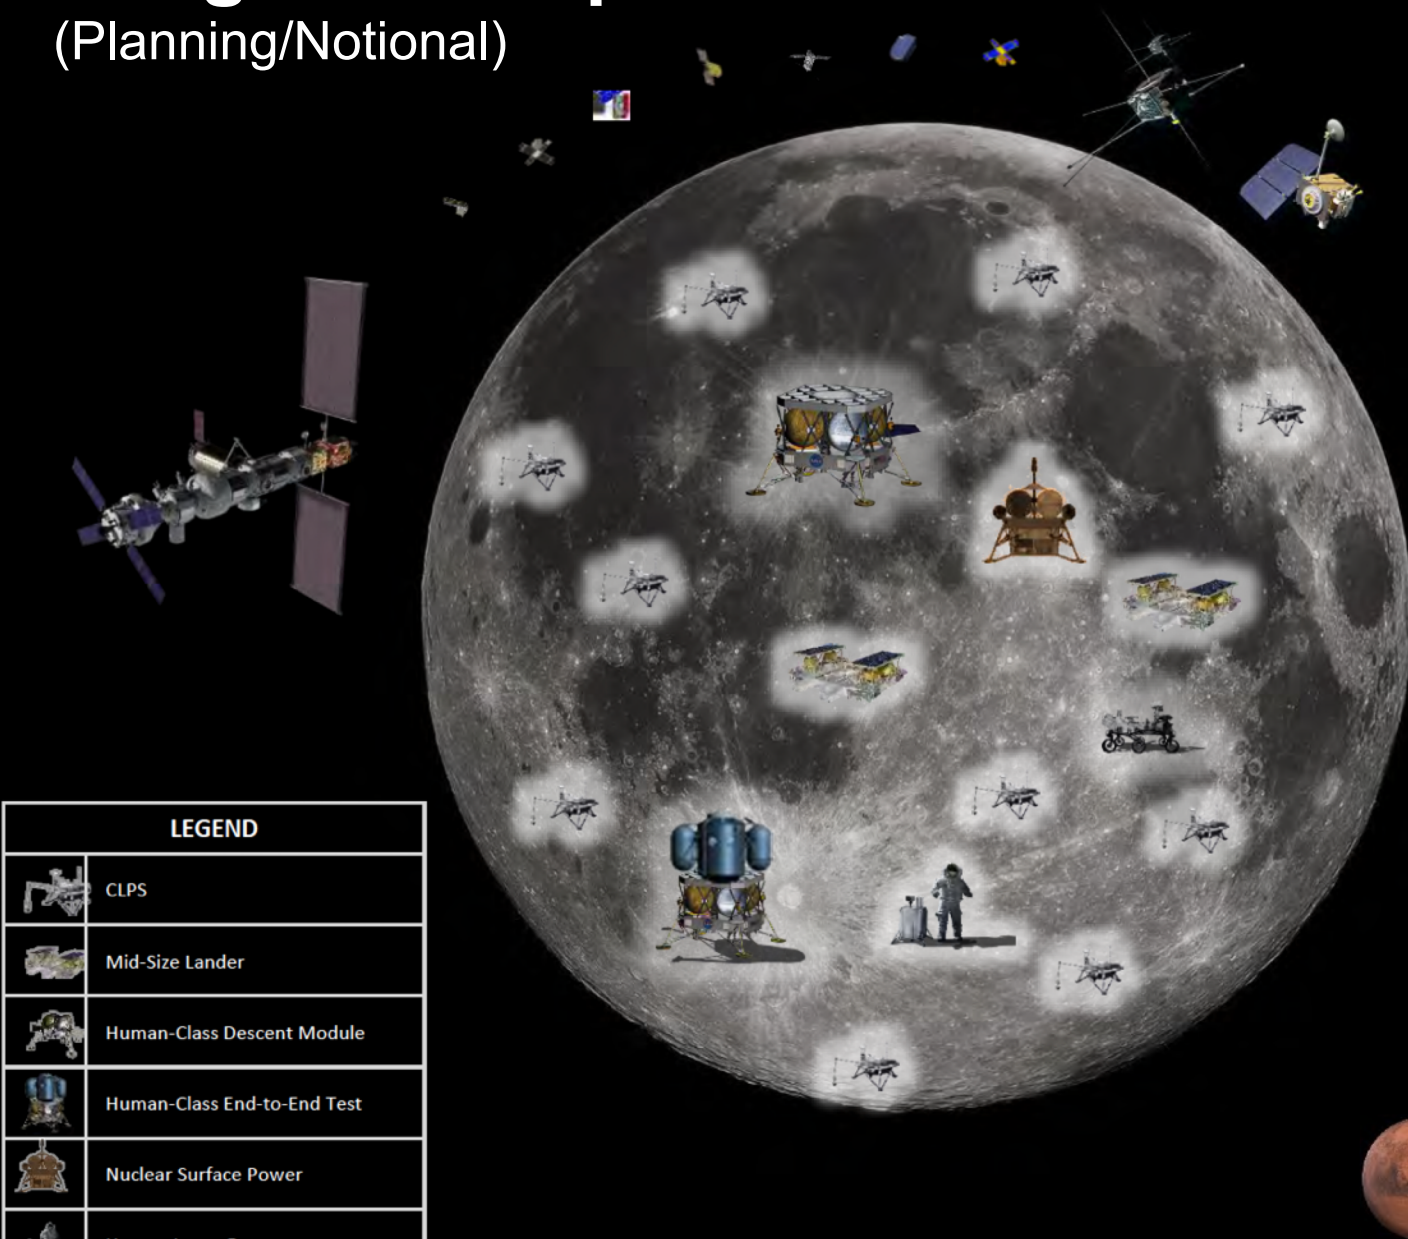 (Planning/Notional)
LEGEND
CLPS
Mid-Size Lander
Human-Class Descent Module
Human-Class End-to-End Test
Nuclear Surface Power